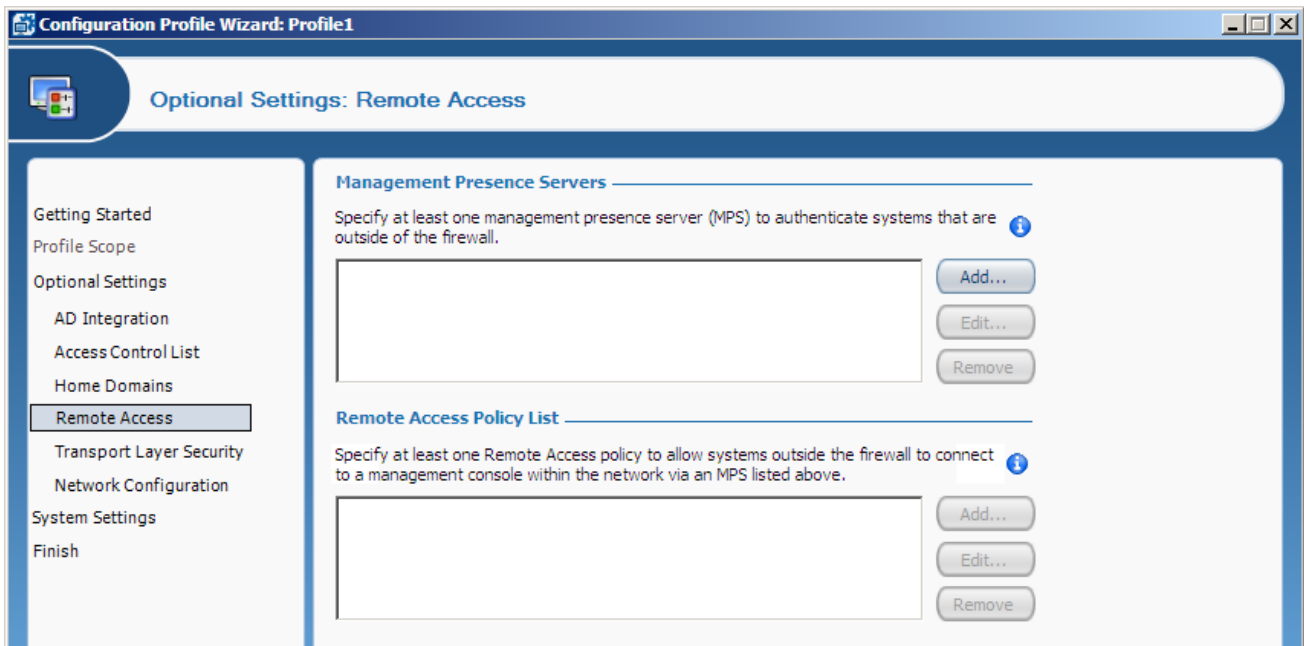 Configuration Profile Wizard: Profile1
Optional Settings: Remote Access
Getting Started
Profile Scope
Optional Settings
AD Integration
Access Control List
Home Domains
Remote Access
Transport Layer Security
Network Configuration
System Settings
Finish
Management Presence Servers
Specify at least one management presence server (MPS) to authenticate systems that are
outside of the firewall.
Add...
Edit...
Remove
Remote Access Policy List
Specify at least one Remote Access policy to allow systems outside the firewall to connect
to a management console within the network via an MPS listed above.
Add...
Edit...
Remove